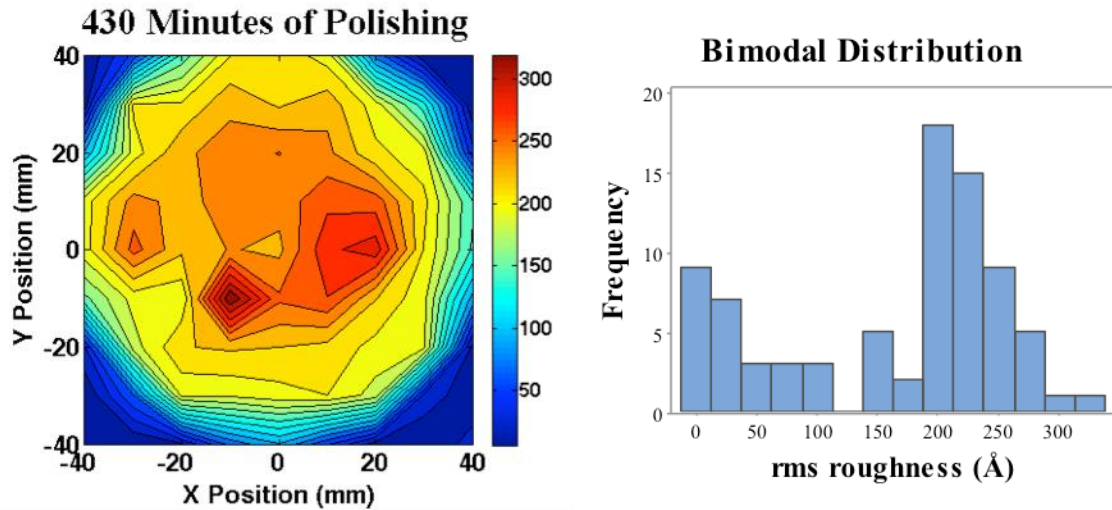 430 Minutes of Polishing
40
20
0
-20
-40
Y Position (mm)
-40 -20 0 20 40
X Position (mm)
300
250
200
150
100
50
Bimodal Distribution
20
15
10
5
0
Frequency
0 50 100 150 200 250 300
rms roughness (Å)